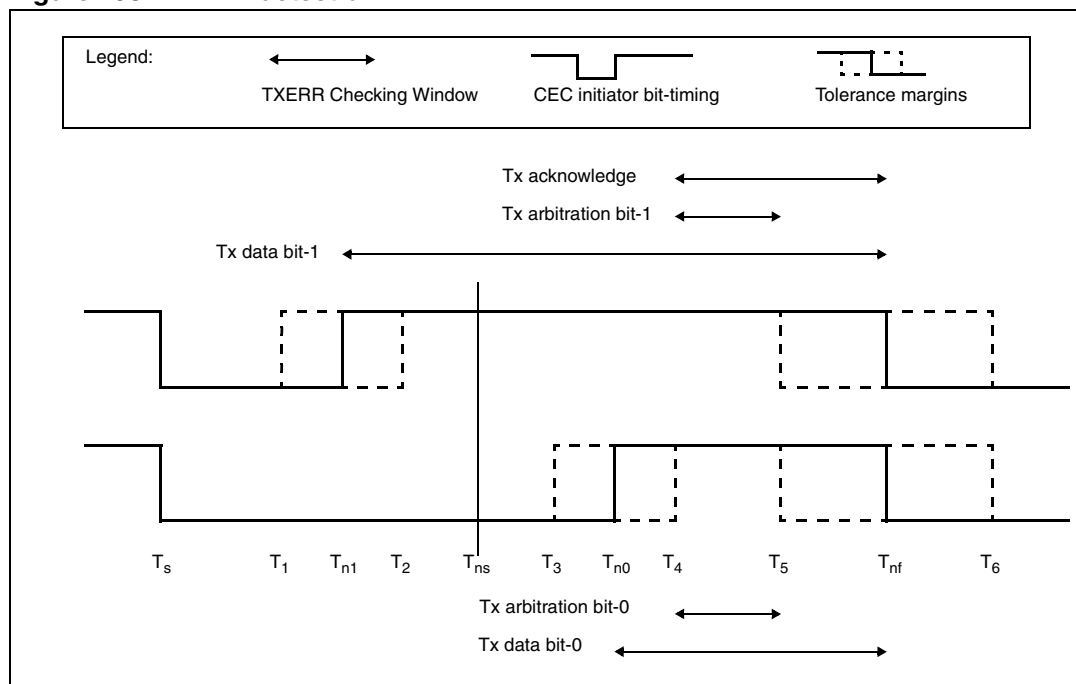 Legend:
TXERR Checking Window
CEC initiator bit-timing
Tolerance margins
Tx acknowledge
Tx arbitration bit-1
Tx data bit-1
Ts T1 Tn1 T2 Tns T3 Tn0 T4 T5 Tnf T6
Tx arbitration bit-0
Tx data bit-0